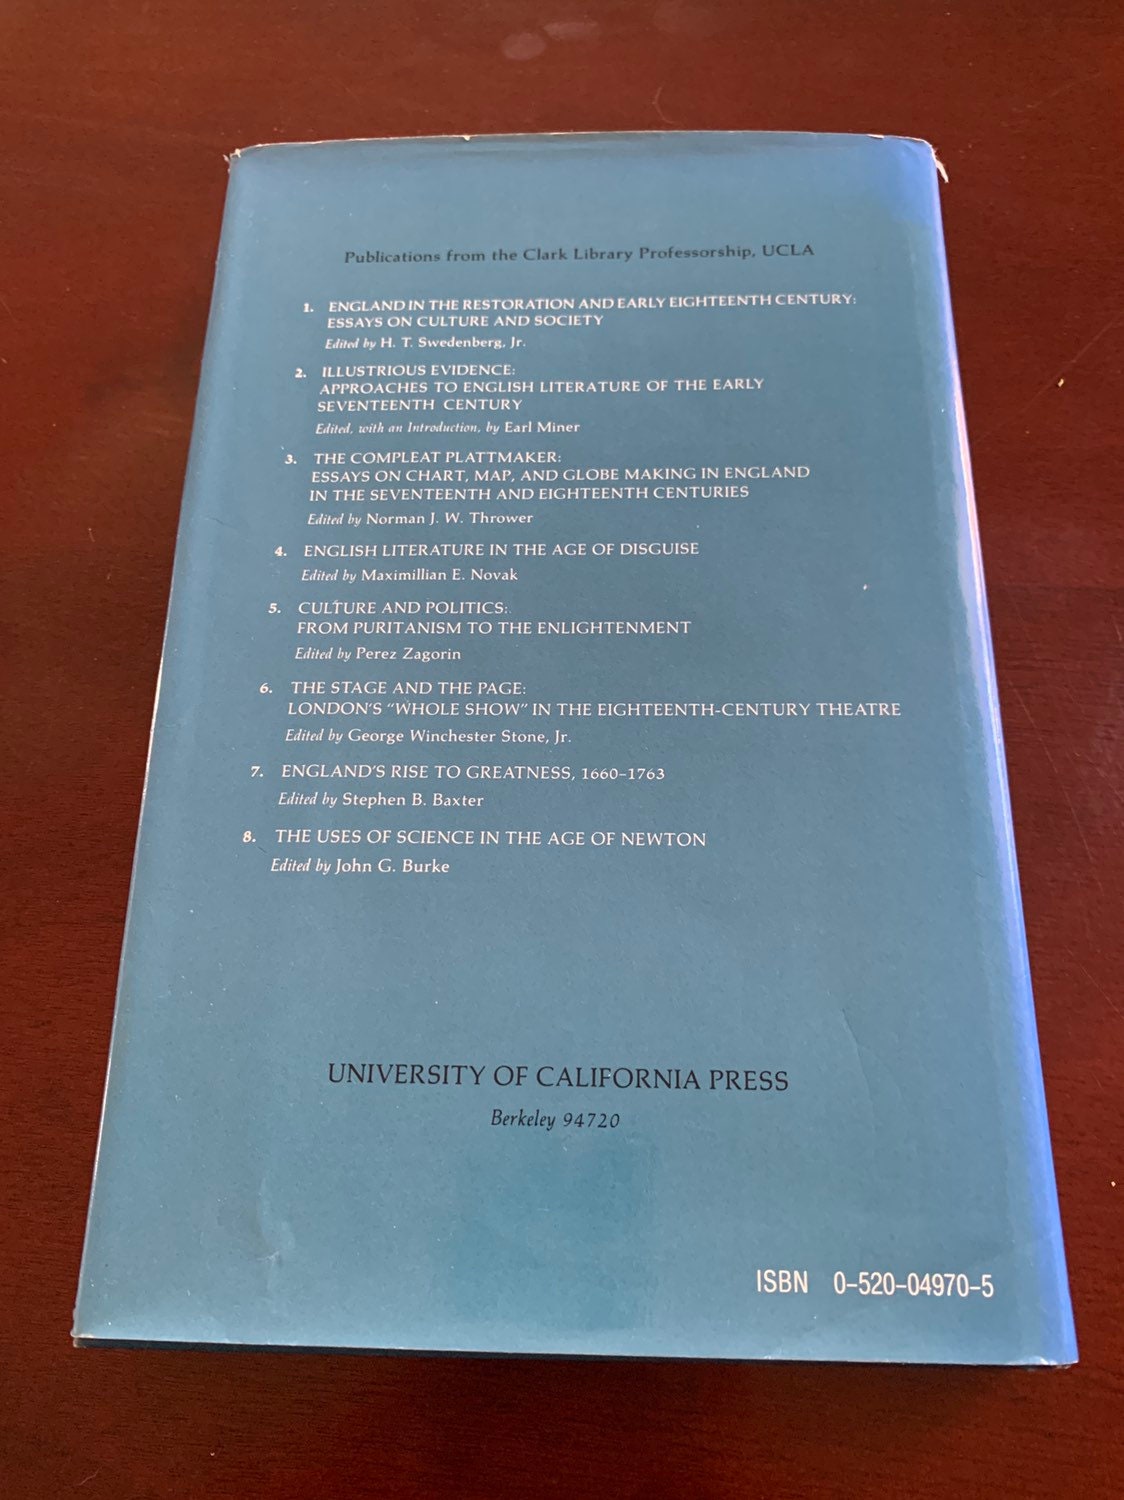 Publications from the Clark Library Professorship, UCLA
1. ENGLAND IN THE RESTORATION AND EARLY EIGHTEENTH CENTURY:
ESSAYS ON CULTURE AND SOCIETY
Edited by H. T. Swedenberg, Jr.
2. ILLUSTRIOUS EVIDENCE:
APPROACHES TO ENGLISH LITERATURE OF THE EARLY
SEVENTEENTH CENTURY
Edited, with an Introduction, by Earl Miner
3. THE COMPLEAT PLATTMAKER:
ESSAYS ON CHART, MAP, AND GLOBE MAKING IN ENGLAND
IN THE SEVENTEENTH AND EIGHTEENTH CENTURIES
Edited by Norman J. W. Thrower
4. ENGLISH LITERATURE IN THE AGE OF DISGUISE
Edited by Maximillian E. Novak
5. CULTURE AND POLITICS:
FROM PURITANISM TO THE ENLIGHTENMENT
Edited by Perez Zagorin
6. THE STAGE AND THE PAGE:
LONDON'S "WHOLE SHOW" IN THE EIGHTEENTH-CENTURY THEATRE
Edited by George Winchester Stone, Jr.
7. ENGLAND'S RISE TO GREATNESS, 1660–1763
Edited by Stephen B. Baxter
8. THE USES OF SCIENCE IN THE AGE OF NEWTON
Edited by John G. Burke
UNIVERSITY OF CALIFORNIA PRESS
Berkeley 94720
ISBN 0-520-04970-5